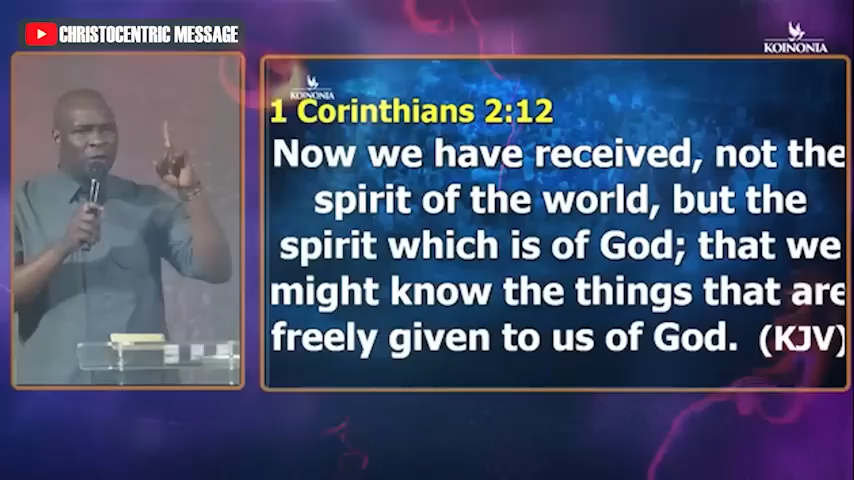 CHRISTOCENTRIC MESSAGE
KOINONIA
KOINONIA
1 Corinthians 2:12
Now we have received, not the
spirit of the world, but the
spirit which is of God; that we
might know the things that are
freely given to us of God. (KJV)